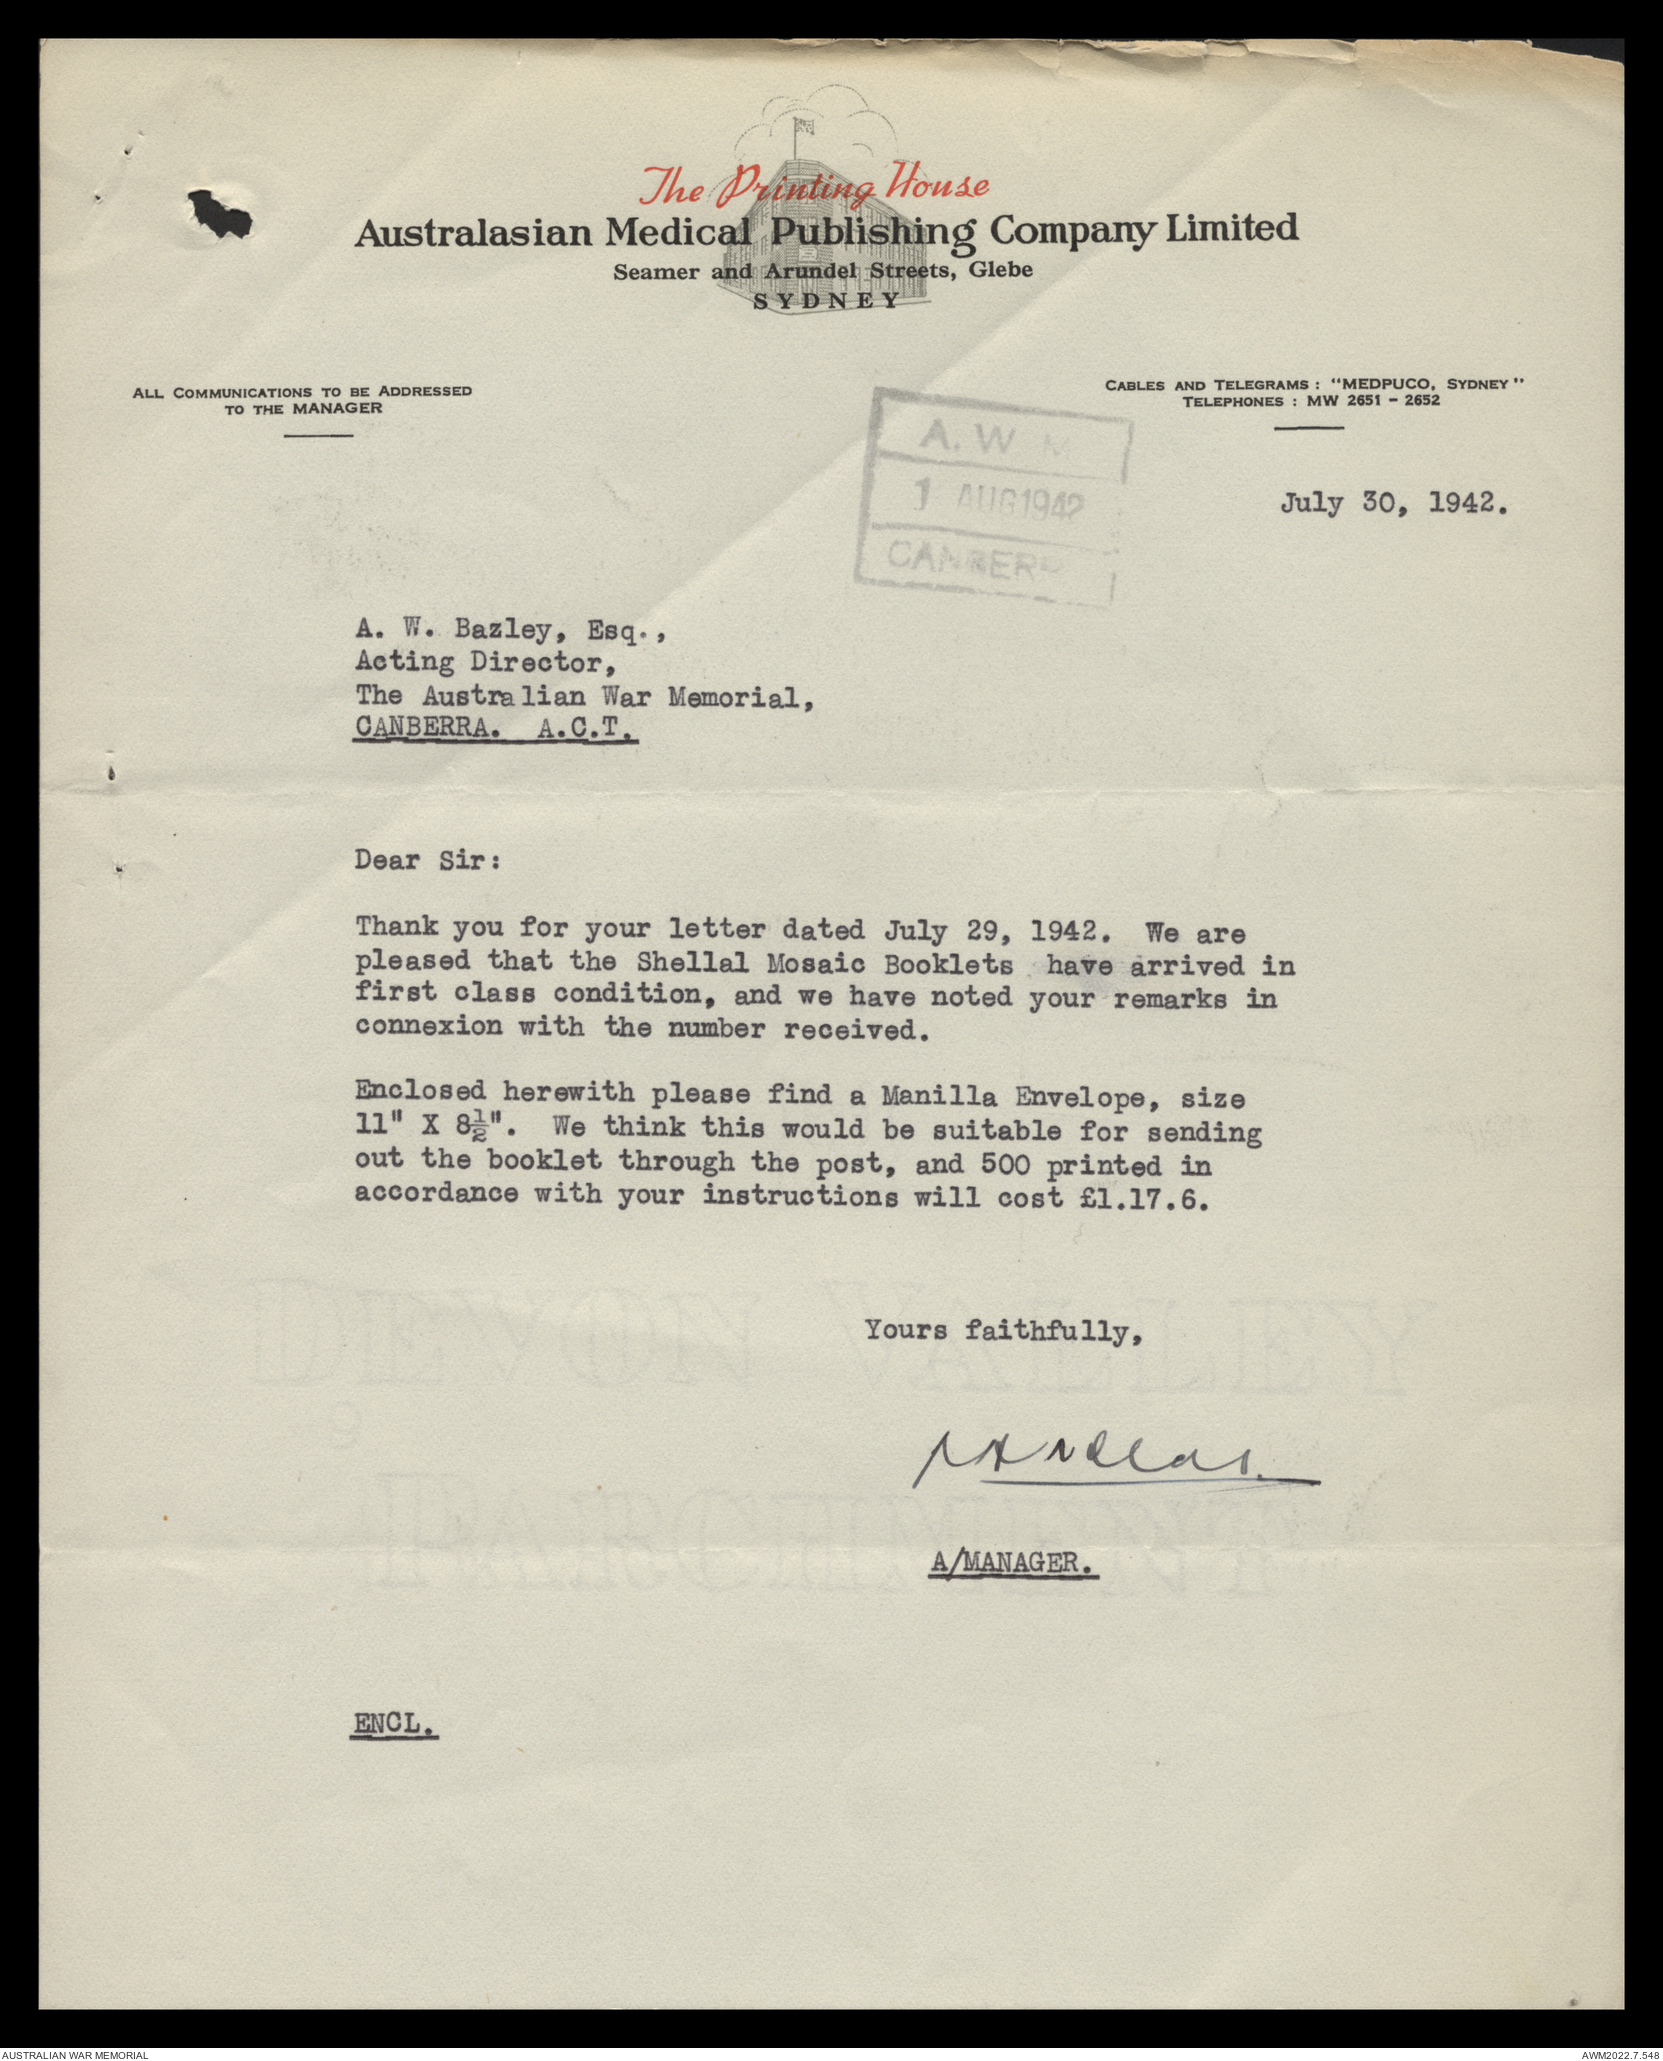 The Printing House
Australasian Medical Publishing Company Limited
Seamer and Arundel Streets, Glebe
SYDNEY
ALL COMMUNICATIONS TO BE ADDRESSED
TO THE MANAGER
CABLES AND TELEGRAMS : "MEDPUCO, SYDNEY"
TELEPHONES : MW 2651 - 2652
A. W M
1 AUG 1942
CANBERR
July 30, 1942.
A. W. Bazley, Esq.,
Acting Director,
The Australian War Memorial,
CANBERRA. A.C.T.
Dear Sir:
Thank you for your letter dated July 29, 1942. We are
pleased that the Shellal Mosaic Booklets have arrived in
first class condition, and we have noted your remarks in
connexion with the number received.
Enclosed herewith please find a Manilla Envelope, size
11" X 8½". We think this would be suitable for sending
out the booklet through the post, and 500 printed in
accordance with your instructions will cost £1.17.6.
Yours faithfully,
A/MANAGER.
ENCL.
AUSTRALIAN WAR MEMORIAL
AWM2022.7.548